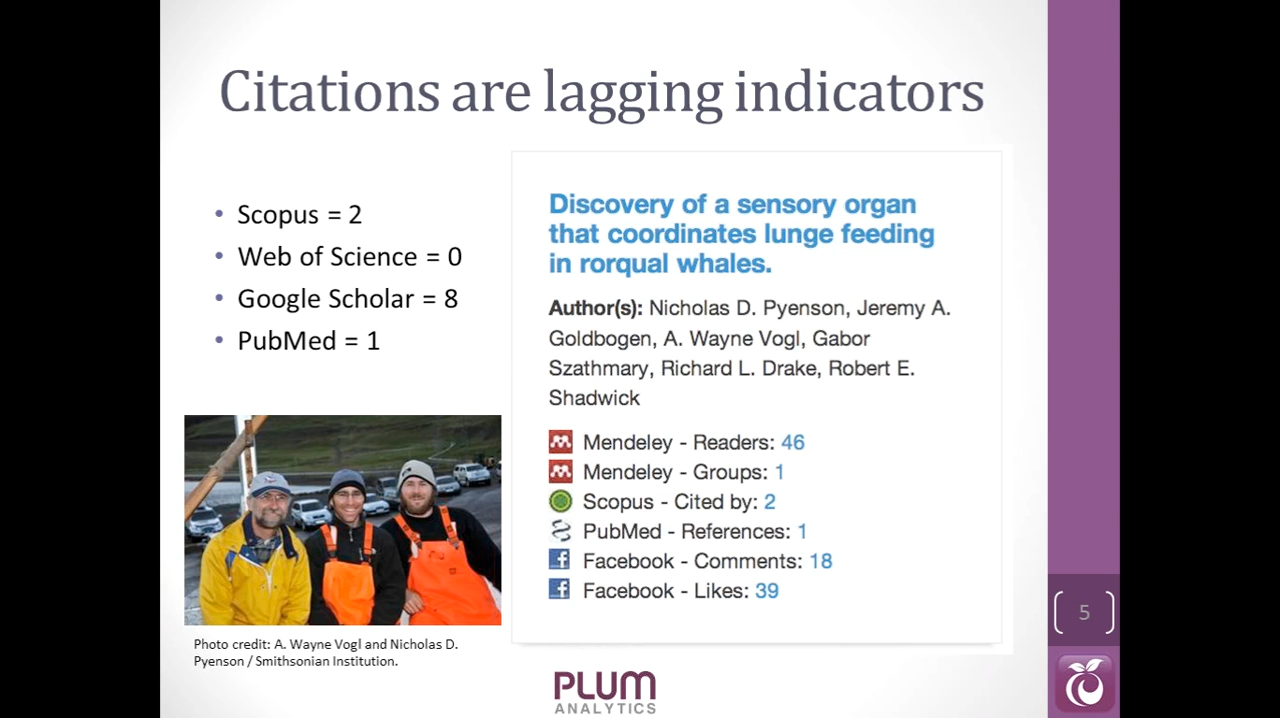 Citations are lagging indicators
• Scopus = 2
• Web of Science = 0
• Google Scholar = 8
• PubMed = 1
Photo credit: A. Wayne Vogl and Nicholas D.
Pyenson / Smithsonian Institution.
Discovery of a sensory organ
that coordinates lunge feeding
in rorqual whales.
Author(s): Nicholas D. Pyenson, Jeremy A.
Goldbogen, A. Wayne Vogl, Gabor
Szathmary, Richard L. Drake, Robert E.
Shadwick
Mendeley - Readers: 46
Mendeley - Groups: 1
Scopus - Cited by: 2
PubMed - References: 1
Facebook - Comments: 18
Facebook - Likes: 39
5
PLUM
ANALYTICS